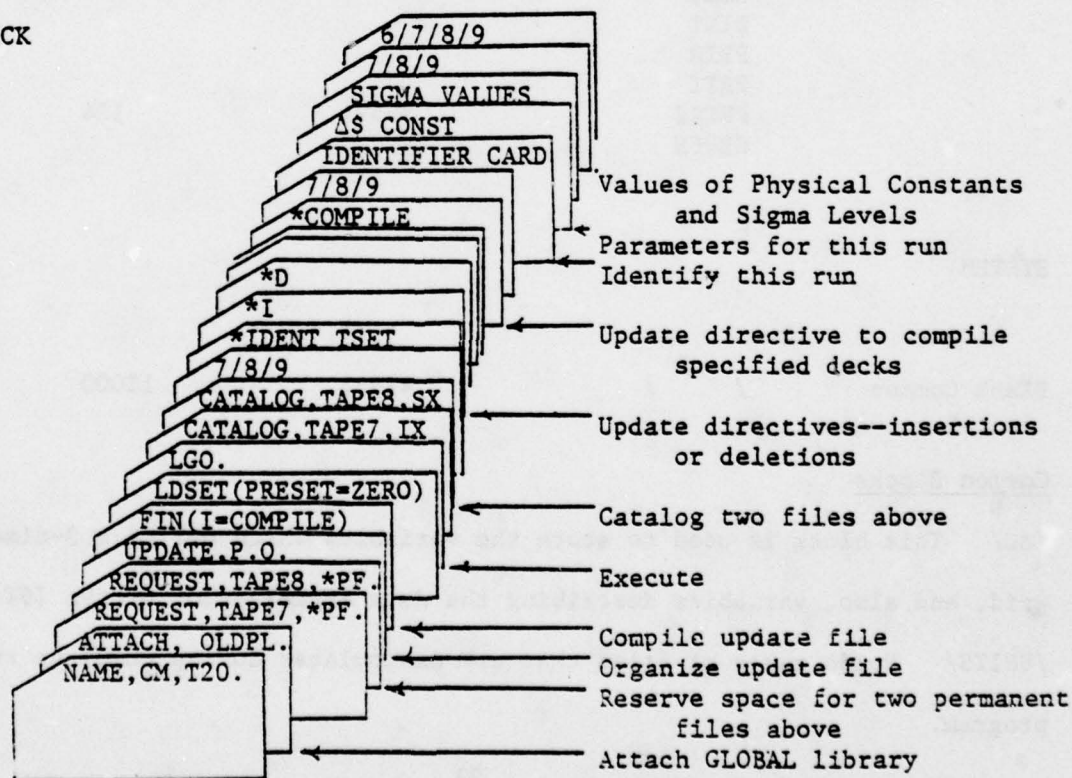 CK
6/7/8/9
7/8/9
SIGMA VALUES
ΔS CONST
IDENTIFIER CARD
7/8/9
*COMPILE
*D
*I
*IDENT TSET
7/8/9
CATALOG,TAPE8,SX
CATALOG,TAPE7,IX
LGO.
LDSET(PRESET=ZERO)
FIN(I=COMPILE)
UPDATE.P.O.
REQUEST,TAPE8,*PF.
REQUEST,TAPE7,*PF.
ATTACH, OLDPL.
NAME,CM,T20.
Values of Physical Constants
and Sigma Levels
Parameters for this run
Identify this run
Update directive to compile
specified decks
Update directives--insertions
or deletions
Catalog two files above
Execute
Compile update file
Organize update file
Reserve space for two permanent
files above
Attach GLOBAL library